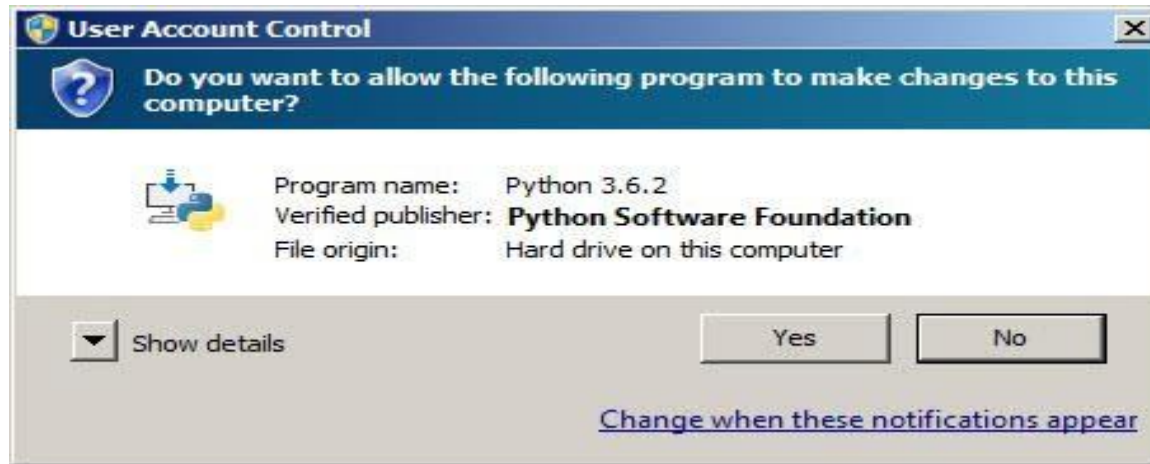 User Account Control
Do you want to allow the following program to make changes to this
computer?
Program name: Python 3.6.2
Verified publisher: Python Software Foundation
File origin: Hard drive on this computer
Show details
Yes
No
Change when these notifications appear